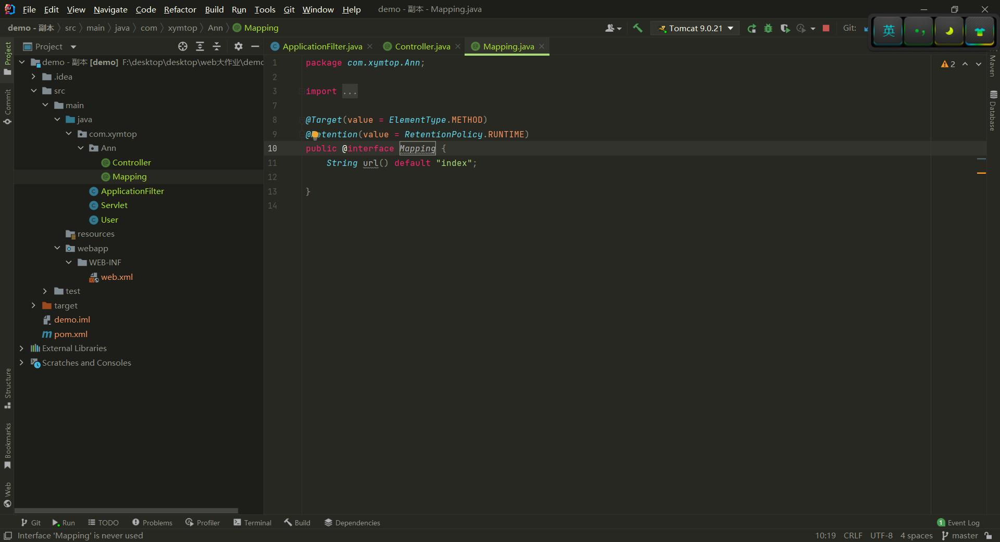 File Edit View Navigate Code Refactor Build Run Tools Git Window Help demo - 副本 - Mapping.java
demo - 副本 src main java com xymtop Ann Mapping Tomcat 9.0.21 Git: 英
Project
ApplicationFilter.java Controller.java Mapping.java
demo - 副本 [demo] F:\desktop\desktop\web大作业\demo
.idea
src
main
java
com.xymtop
Ann
Controller
Mapping
ApplicationFilter
Servlet
User
resources
webapp
WEB-INF
web.xml
test
target
demo.iml
pom.xml
External Libraries
Scratches and Consoles
Project
Commit
Structure
Bookmarks
Web
1 package com.xymtop.Ann;
2
3 import ...
7
8 @Target(value = ElementType.METHOD)
9 @Retention(value = RetentionPolicy.RUNTIME)
10 public @interface Mapping {
11 String url() default "index";
12
13 }
14
2
Maven
Database
Git Run TODO Problems Profiler Terminal Build Dependencies 1 Event Log
Interface 'Mapping' is never used 10:19 CRLF UTF-8 4 spaces master